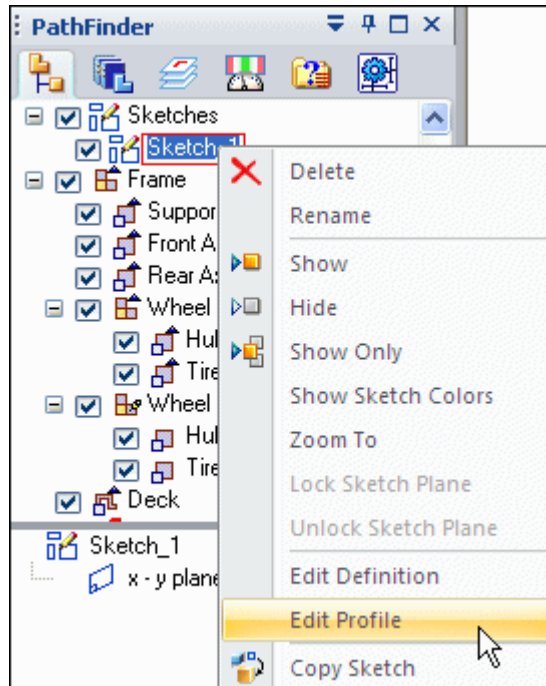 PathFinder
Sketches
Sketch_1
Frame
Suppor
Front A
Rear A
Wheel
Hul
Tire
Wheel
Hul
Tire
Deck
Sketch_1
x - y plane
Delete
Rename
Show
Hide
Show Only
Show Sketch Colors
Zoom To
Lock Sketch Plane
Unlock Sketch Plane
Edit Definition
Edit Profile
Copy Sketch